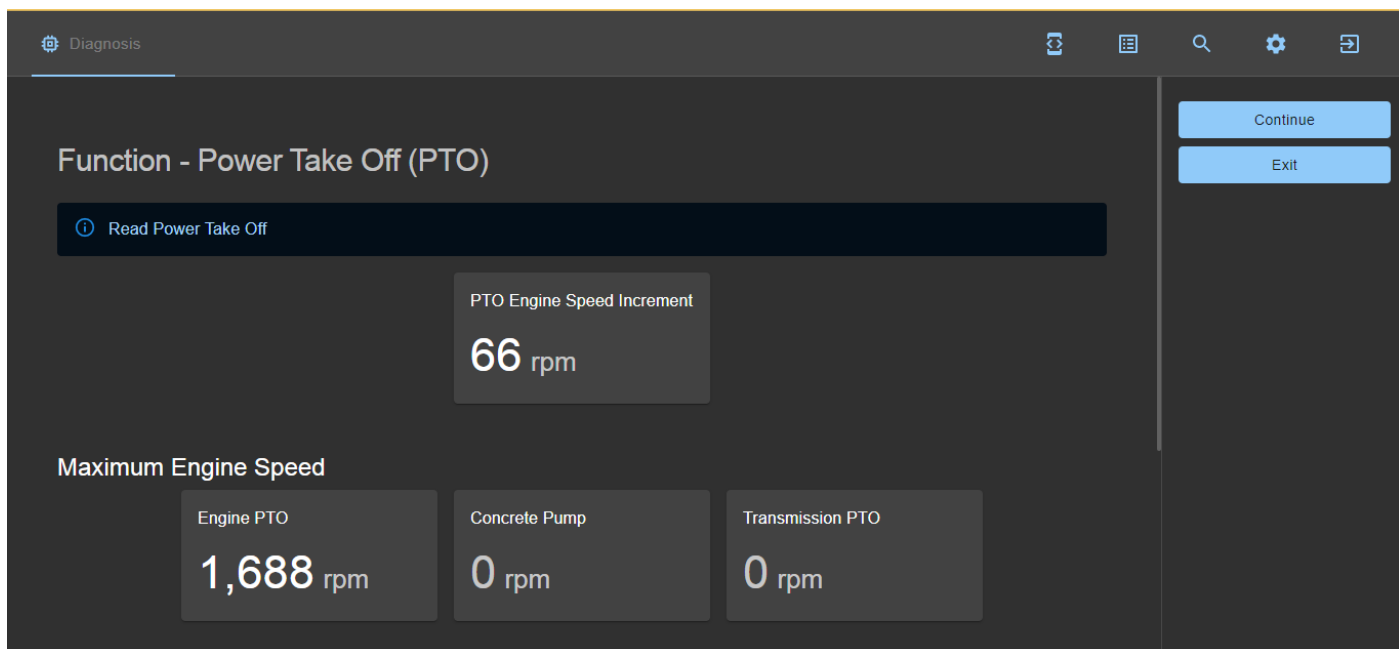 Diagnosis
Continue
Exit
Function - Power Take Off (PTO)
Read Power Take Off
PTO Engine Speed Increment
66 rpm
Maximum Engine Speed
Engine PTO
1,688 rpm
Concrete Pump
0 rpm
Transmission PTO
0 rpm